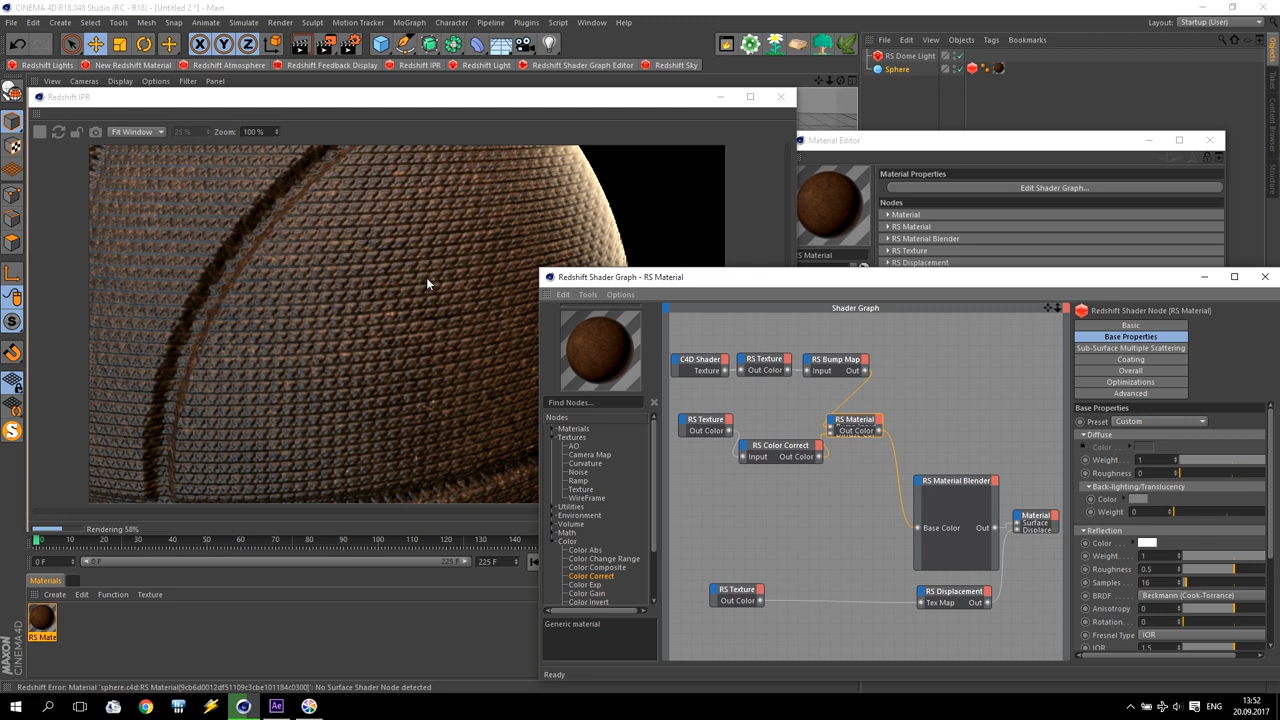 CINEMA 4D R18.048 Studio (RC - R18) - [Untitled 2 *] - Main
File Edit Create Select Tools Mesh Snap Animate Simulate Render Sculpt Motion Tracker MoGraph Character Pipeline Plugins Script Window Help
Layout: Startup (User)
File Edit View Objects Tags Bookmarks
Redshift Lights New Redshift Material Redshift Atmosphere Redshift Feedback Display Redshift IPR Redshift Light Redshift Shader Graph Editor Redshift Sky
RS Dome Light
Sphere
View Cameras Display Options Filter Panel
Redshift IPR
Fit Window 25 % Zoom: 100 %
Objects
Takes
Content Browser
Structure
Material Editor
Material Properties
Edit Shader Graph...
Nodes
Material
RS Material
RS Material Blender
RS Texture
RS Displacement
RS Material
Redshift Shader Graph - RS Material
Edit Tools Options
Shader Graph
Find Nodes...
Nodes
Materials
Textures
AO
Camera Map
Curvature
Noise
Ramp
Texture
WireFrame
Utilities
Environment
Volume
Math
Color
Color Abs
Color Change Range
Color Composite
Color Correct
Color Exp
Color Gain
Color Invert
Generic material
Ready
C4D Shader
Texture
RS Texture
Out Color
RS Bump Map
Input Out
RS Texture
Out Color
RS Color Correct
Input Out Color
RS Material
Out Color
RS Material Blender
Base Color Out
Material
Surface
Displace
RS Texture
Out Color
RS Displacement
Tex Map Out
Redshift Shader Node [RS Material]
Basic
Base Properties
Sub-Surface Multiple Scattering
Coating
Overall
Optimizations
Advanced
Base Properties
Preset Custom
Diffuse
Color
Weight 1
Roughness 0
Back-lighting/Translucency
Color
Weight 0
Reflection
Color
Weight 1
Roughness 0.5
Samples 16
BRDF Beckmann (Cook-Torrance)
Anisotropy 0
Rotation 0
Fresnel Type IOR
IOR 1.5
Rendering 58%
0 10 20 30 40 50 60 70 80 90 100 110 120 130 140
0 F 0 F 225 F 225 F
Materials
Create Edit Function Texture
RS Mate
MAXON
CINEMA 4D
Redshift Error: Material 'sphere.c4d:RS Material[9cb6d0012df51109c3cbe101184c0300]': No Surface Shader Node detected
Ae
ENG
13:52
20.09.2017